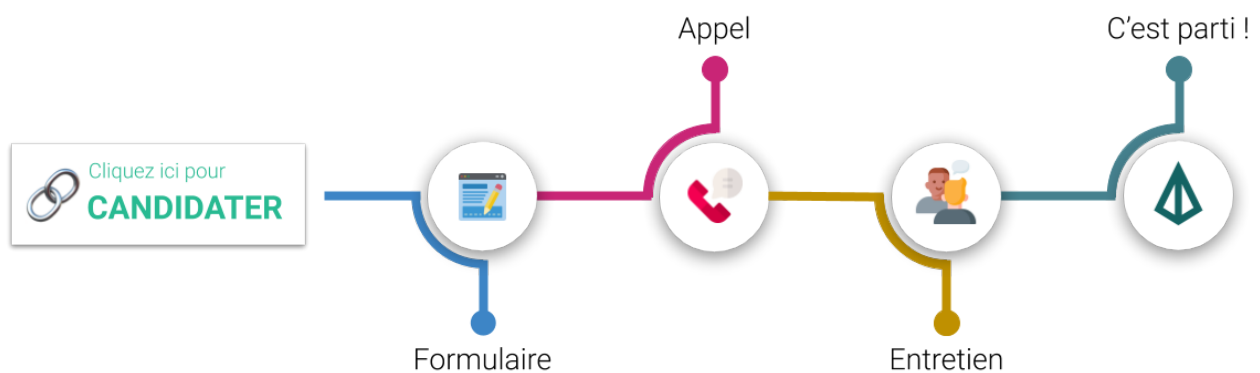 Cliquez ici pour
CANDIDATER
Formulaire
Appel
Entretien
C’est parti !